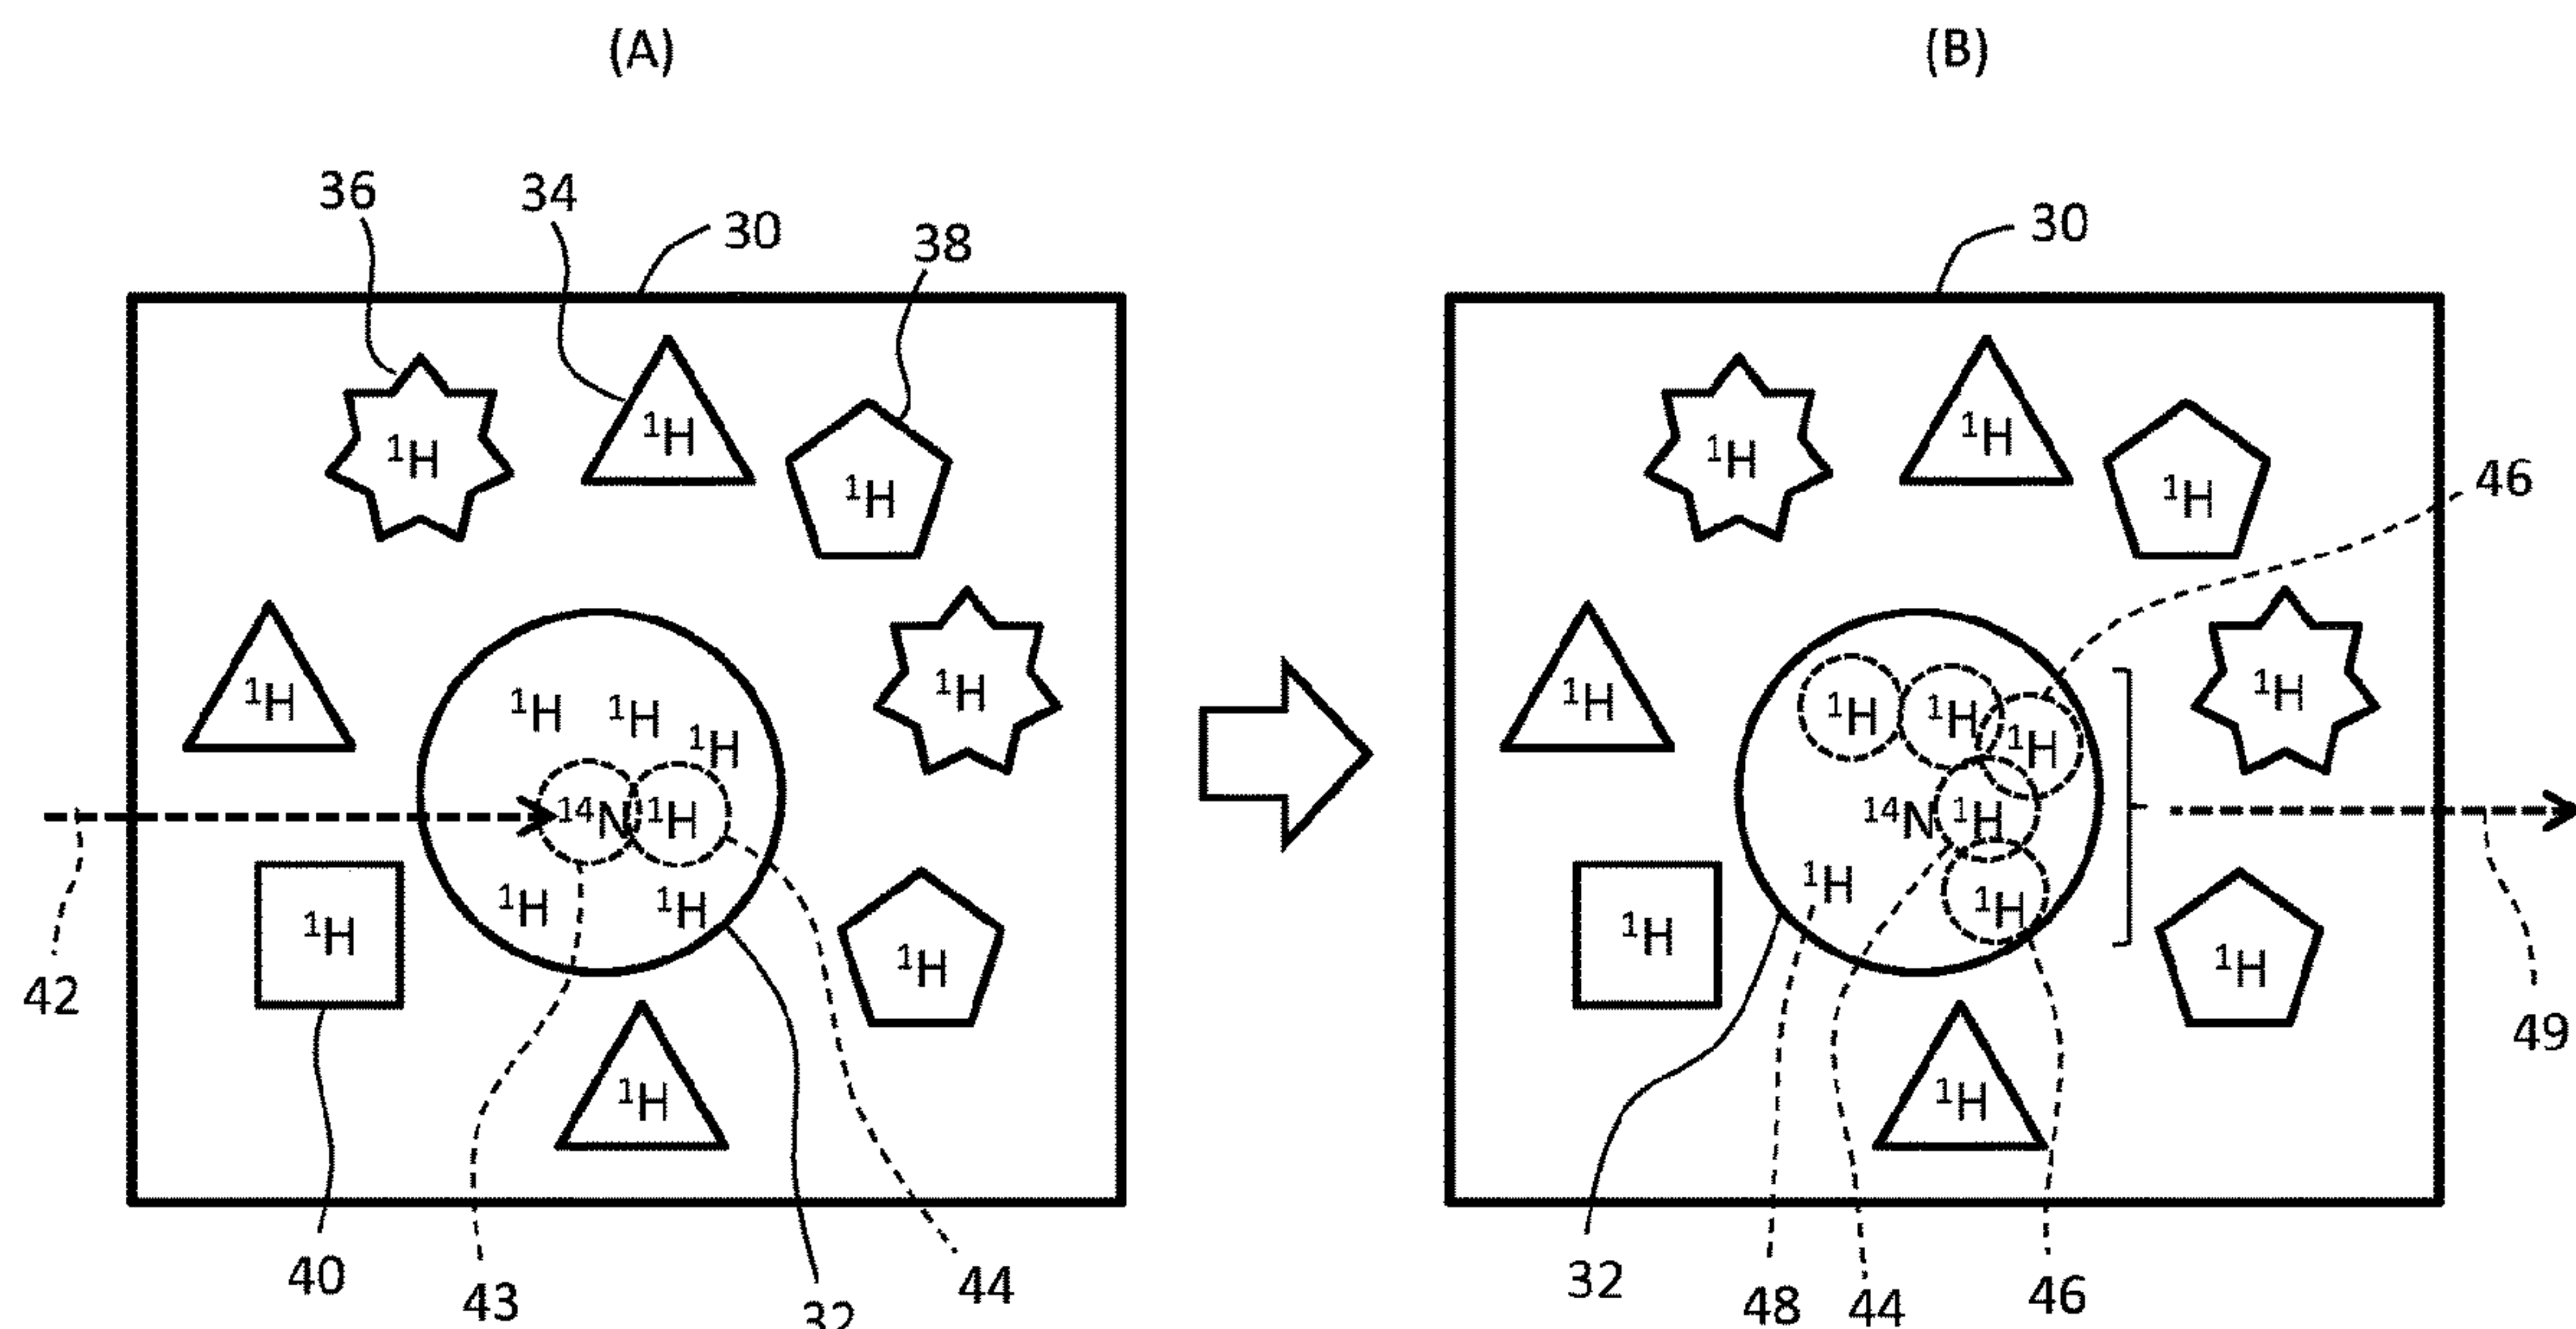 (A) (B)
36 34 30 38 30
¹H ¹H ¹H ¹H ¹H ¹H 46
¹H ¹H ¹H ¹H
¹H ¹H ¹H ¹H ¹H ¹H
¹⁴N ¹H ¹⁴N ¹H
¹H ¹H ¹H ¹H ¹H ¹H ¹H ¹H
42 49
¹H ¹H
40 43 32 44 32 48 44 46